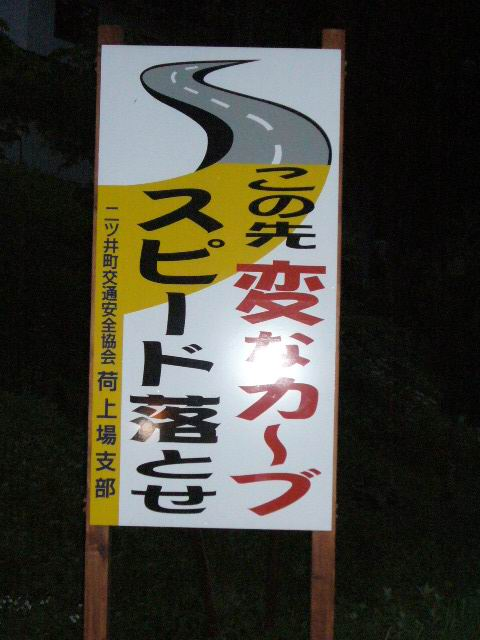 この先
変なカ〜ブ
スピード落とせ
二ツ井町交通安全協会 荷上場支部